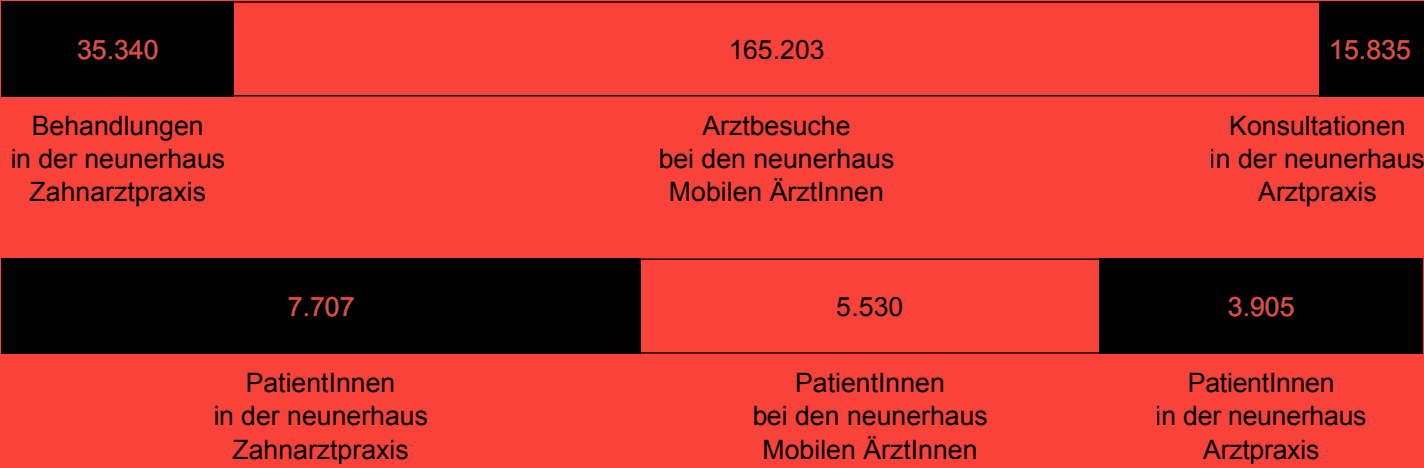 35.340
165.203
15.835
Behandlungen
in der neunerhaus
Zahnarztpraxis
Arztbesuche
bei den neunerhaus
Mobilen ÄrztInnen
Konsultationen
in der neunerhaus
Arztpraxis
7.707
5.530
3.905
PatientInnen
in der neunerhaus
Zahnarztpraxis
PatientInnen
bei den neunerhaus
Mobilen ÄrztInnen
PatientInnen
in der neunerhaus
Arztpraxis